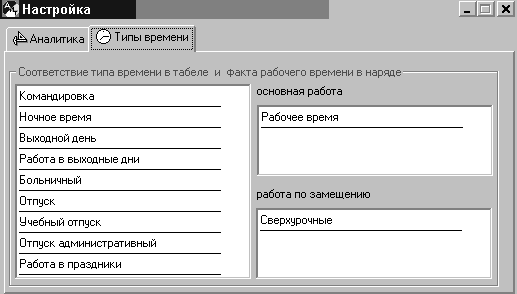 Настройка
Аналитика
Типы времени
Соответствие типа времени в табеле и факта рабочего времени в наряде
Командировка
Ночное время
Выходной день
Работа в выходные дни
Больничный
Отпуск
Учебный отпуск
Отпуск административный
Работа в праздники
основная работа
Рабочее время
работа по замещению
Сверхурочные